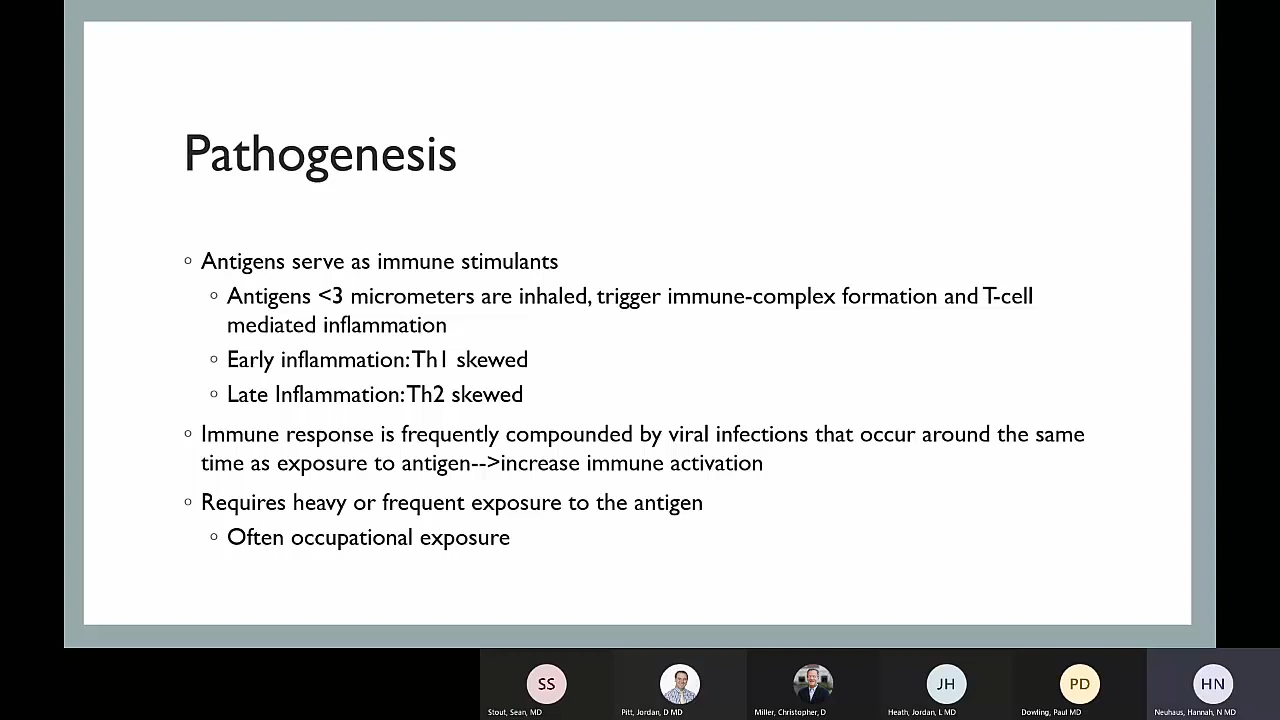 Pathogenesis
Antigens serve as immune stimulants
Antigens <3 micrometers are inhaled, trigger immune-complex formation and T-cell
mediated inflammation
Early inflammation: Th1 skewed
Late Inflammation: Th2 skewed
Immune response is frequently compounded by viral infections that occur around the same
time as exposure to antigen-->increase immune activation
Requires heavy or frequent exposure to the antigen
Often occupational exposure
SS
JH
PD
HN
Stout, Sean, MD
Pitt, Jordan, D MD
Miller, Christopher, D
Heath, Jordan, L MD
Dowling, Paul MD
Neuhaus, Hannah, N MD